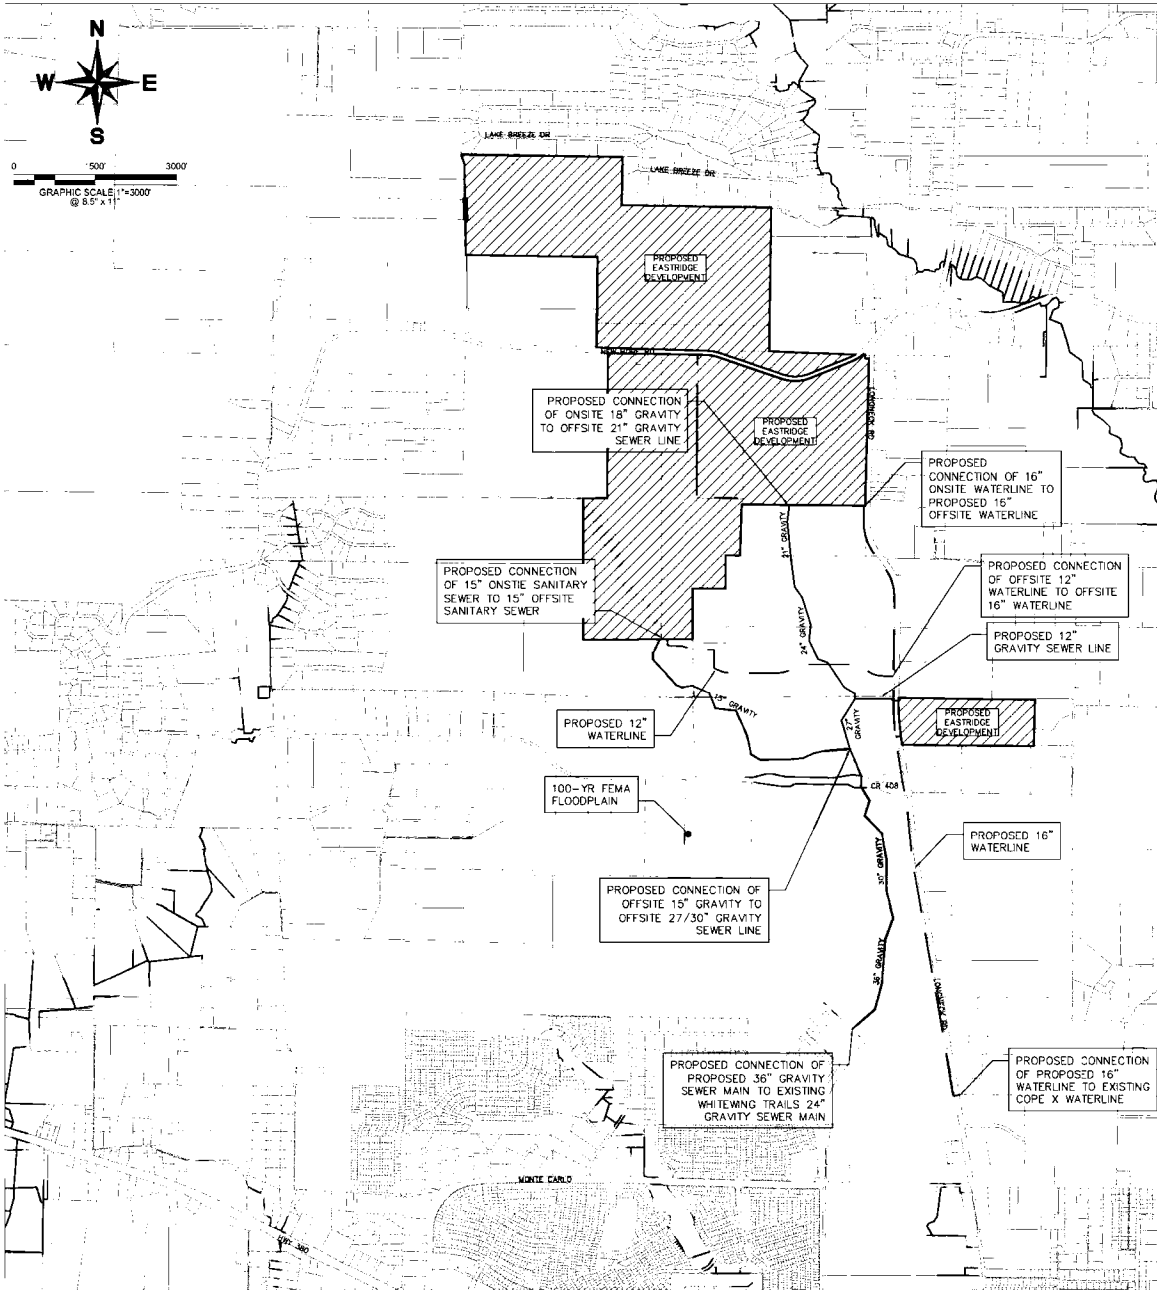 N
W E
S
0 1500' 3000'
GRAPHIC SCALE 1"=3000'
@ 8.5" x 11"
LAKE BREEZE DR
LAKE BREEZE DR
PROPOSED
EASTRIDGE
DEVELOPMENT
PROPOSED CONNECTION
OF ONSITE 18" GRAVITY
TO OFFSITE 21" GRAVITY
SEWER LINE
PROPOSED
EASTRIDGE
DEVELOPMENT
LONGNECK RD
PROPOSED
CONNECTION OF 16"
ONSITE WATERLINE TO
PROPOSED 16"
OFFSITE WATERLINE
21" GRAVITY
PROPOSED CONNECTION
OF 15" ONSTIE SANITARY
SEWER TO 15" OFFSITE
SANITARY SEWER
PROPOSED CONNECTION
OF OFFSITE 12"
WATERLINE TO OFFSITE
16" WATERLINE
24" GRAVITY
PROPOSED 12"
GRAVITY SEWER LINE
15" GRAVITY
27" GRAVITY
PROPOSED
EASTRIDGE
DEVELOPMENT
PROPOSED 12"
WATERLINE
100-YR FEMA
FLOODPLAIN
CR 408
PROPOSED 16"
WATERLINE
30" GRAVITY
PROPOSED CONNECTION OF
OFFSITE 15" GRAVITY TO
OFFSITE 27/30" GRAVITY
SEWER LINE
36" GRAVITY
LONGNECK RD
PROPOSED CONNECTION OF
PROPOSED 36" GRAVITY
SEWER MAIN TO EXISTING
WHITEWING TRAILS 24"
GRAVITY SEWER MAIN
PROPOSED CONNECTION
OF PROPOSED 16"
WATERLINE TO EXISTING
COPE X WATERLINE
MONTE CARLO
HWY 380